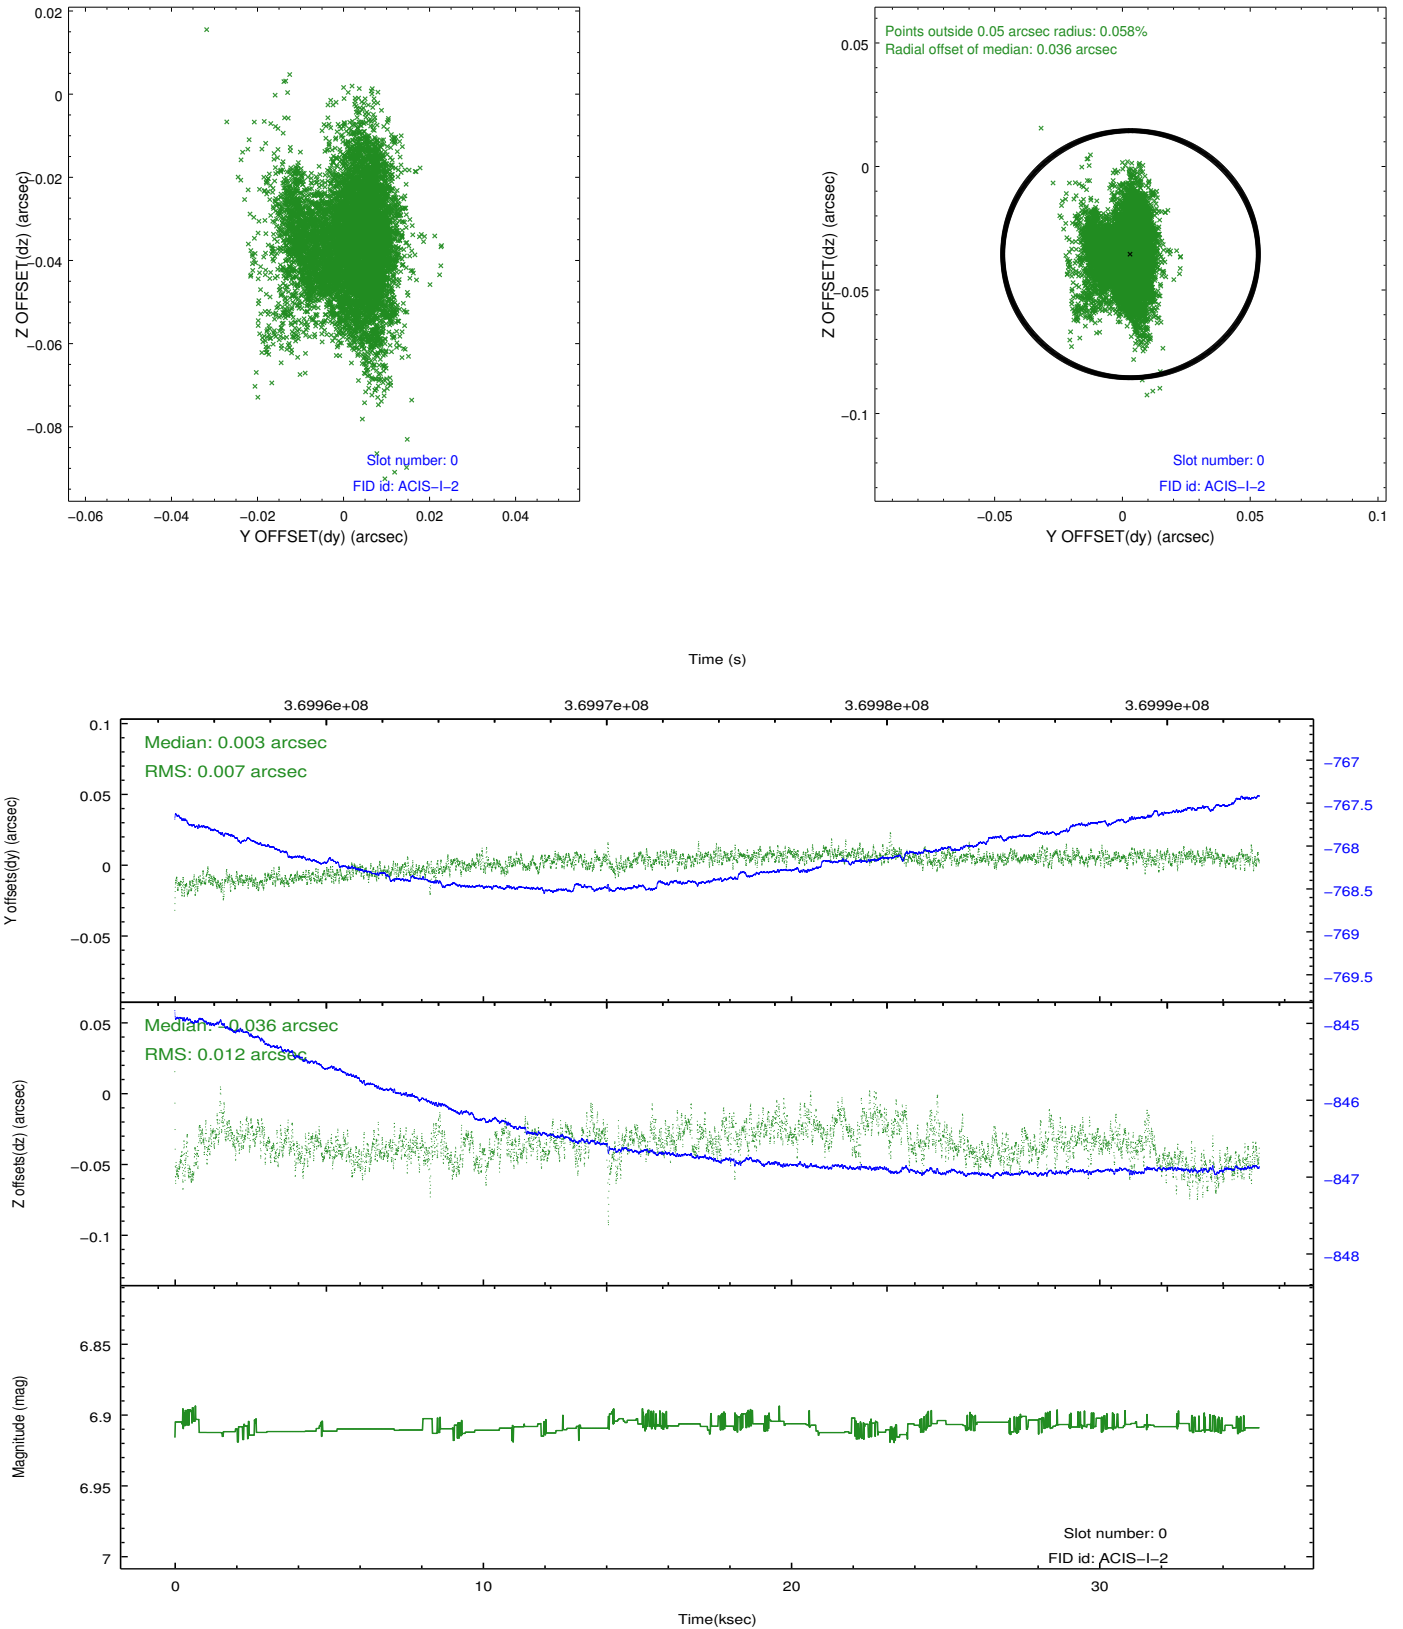 0.02
0
−0.02
−0.04
−0.06
−0.08
Z OFFSET(dz) (arcsec)
Slot number: 0
FID id: ACIS−I−2
−0.06
−0.04
−0.02
0
0.02
0.04
Y OFFSET(dy) (arcsec)
Points outside 0.05 arcsec radius: 0.058%
Radial offset of median: 0.036 arcsec
0.05
0
−0.05
−0.1
Z OFFSET(dz) (arcsec)
Slot number: 0
FID id: ACIS−I−2
−0.05
0
0.05
0.1
Y OFFSET(dy) (arcsec)
Time (s)
3.6996e+08
3.6997e+08
3.6998e+08
3.6999e+08
Median: 0.003 arcsec
RMS: 0.007 arcsec
0.1
0.05
0
−0.05
Y offsets(dy) (arcsec)
−767
−767.5
−768
−768.5
−769
−769.5
Median: −0.036 arcsec
RMS: 0.012 arcsec
0.05
0
−0.05
−0.1
Z offsets(dz) (arcsec)
−845
−846
−847
−848
6.85
6.9
6.95
7
Magnitude (mag)
Slot number: 0
FID id: ACIS−I−2
0
10
20
30
Time(ksec)